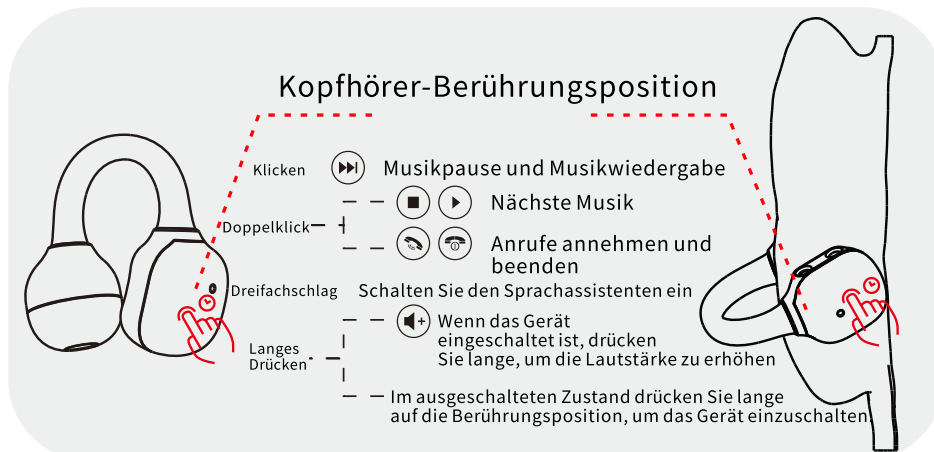 Kopfhörer-Berührungsposition
Klicken
Musikpause und Musikwiedergabe
Doppelklick
Nächste Musik
Anrufe annehmen und
beenden
Dreifachschlag
Schalten Sie den Sprachassistenten ein
Langes
Drücken
Wenn das Gerät
eingeschaltet ist, drücken
Sie lange, um die Lautstärke zu erhöhen
Im ausgeschalteten Zustand drücken Sie lange
auf die Berührungsposition, um das Gerät einzuschalten.